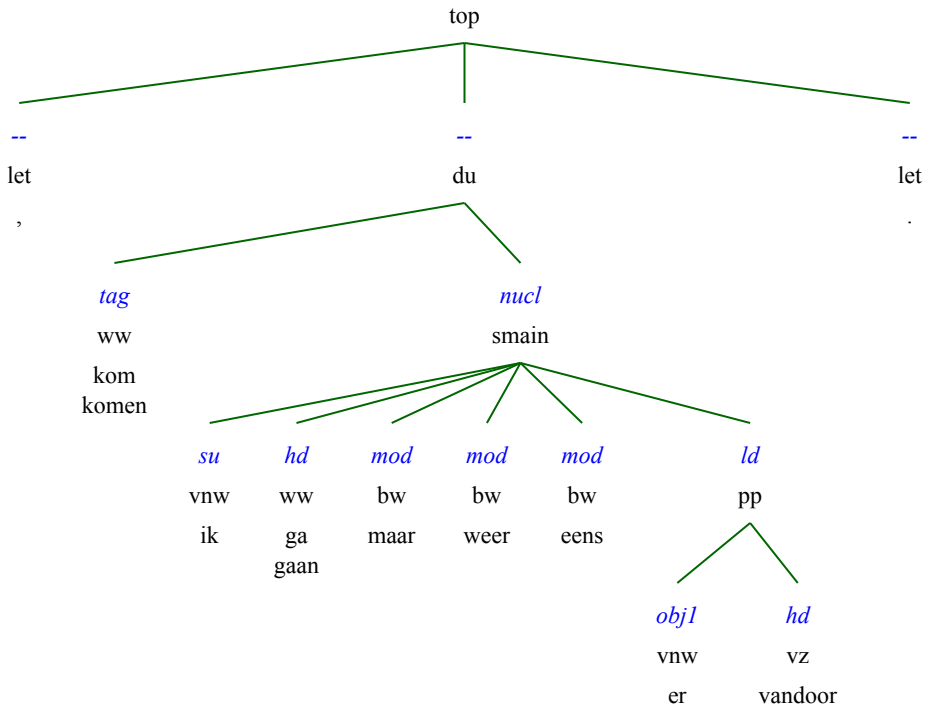 top
-- -- --
let du let
, .
tag nucl
ww smain
kom
komen
su hd mod mod mod ld
vnw ww bw bw bw pp
ik ga maar weer eens
gaan
obj1 hd
vnw vz
er vandoor